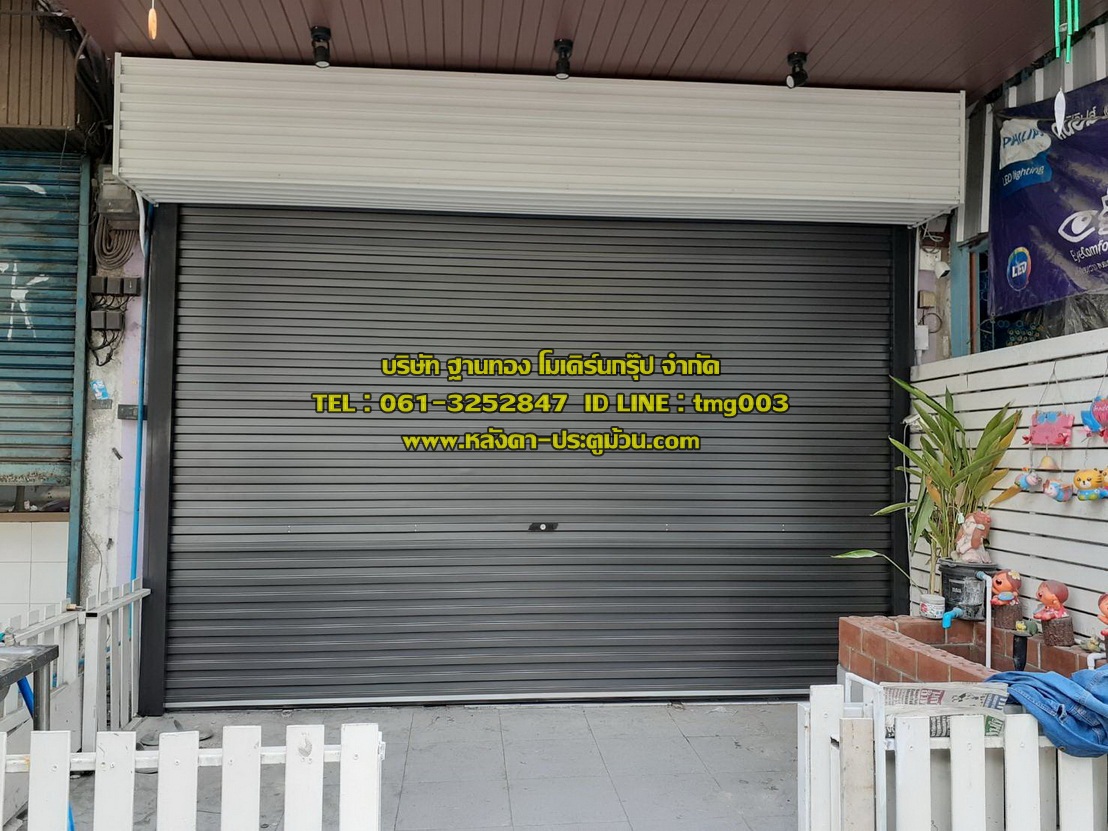 บริษัท ฐานทอง โมเดิร์นกรุ๊ป จำกัด
TEL : 061-3252847 ID LINE : tmg003
www.หลังคา-ประตูม้วน.com
LED lighting
LED